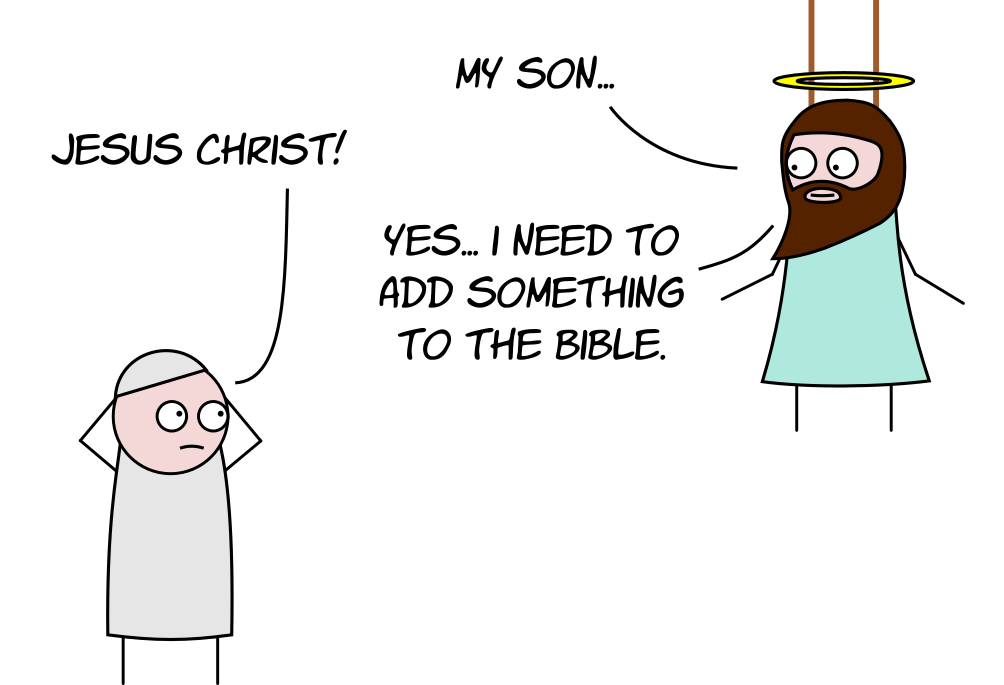 MY SON...
JESUS CHRIST!
YES... I NEED TO
ADD SOMETHING
TO THE BIBLE.